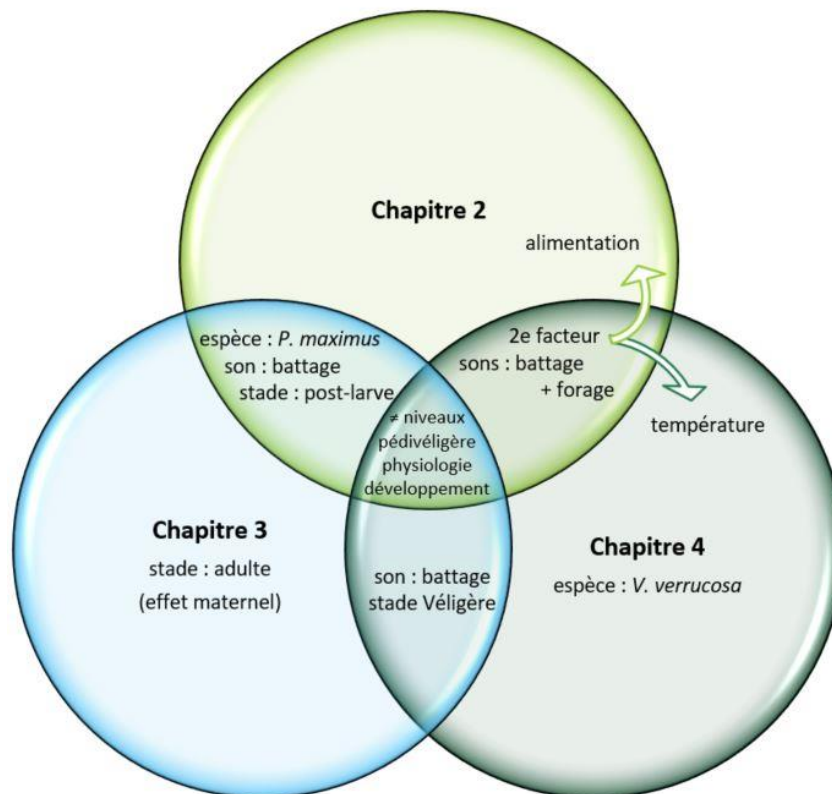 Chapitre 2
alimentation
espèce : P. maximus
son : battage
stade : post-larve
2e facteur
sons : battage
+ forage
température
≠ niveaux
pédivéligère
physiologie
développement
Chapitre 3
stade : adulte
(effet maternel)
son : battage
stade Véligère
Chapitre 4
espèce : V. verrucosa